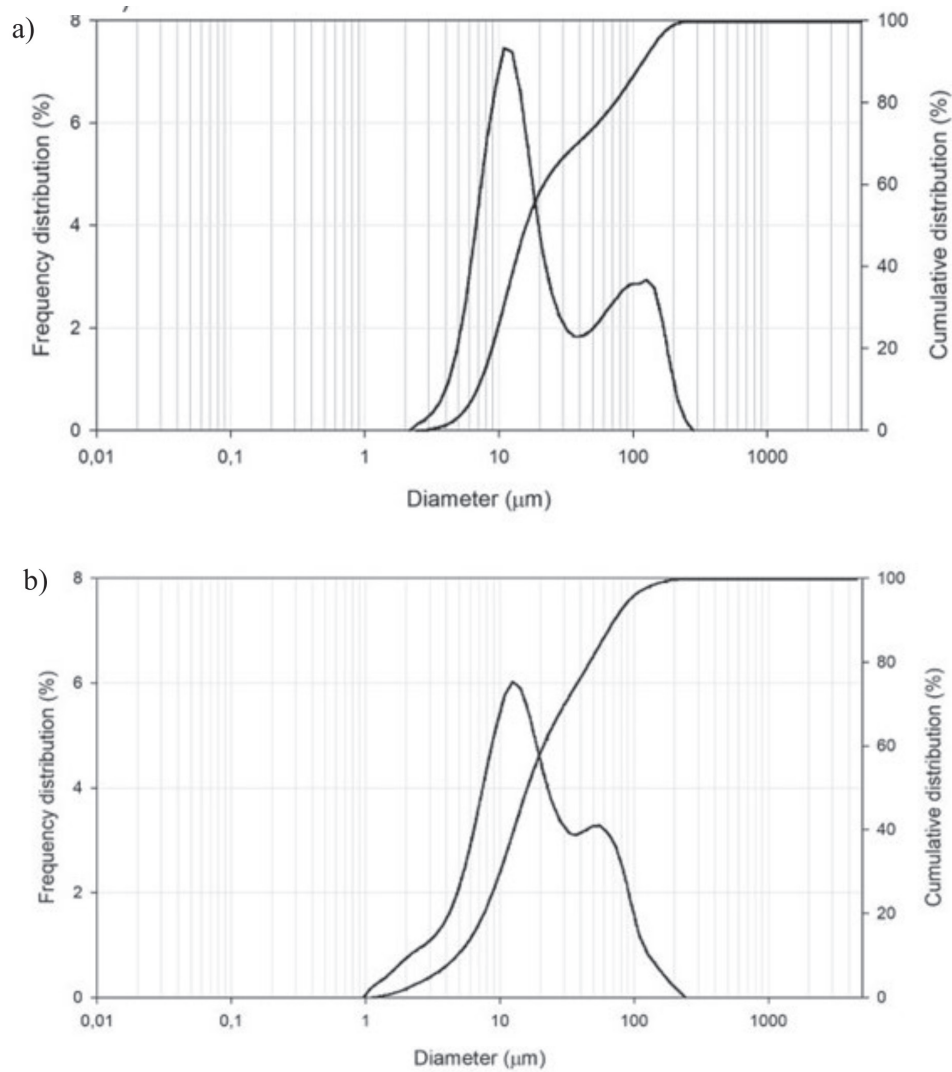 a)
Frequency distribution (%)
8
6
4
2
0
100
80
60
40
20
0
Cumulative distribution (%)
0,01 0,1 1 10 100 1000
Diameter (μm)
b)
Frequency distribution (%)
8
6
4
2
0
100
80
60
40
20
0
Cumulative distribution (%)
0,01 0,1 1 10 100 1000
Diameter (μm)